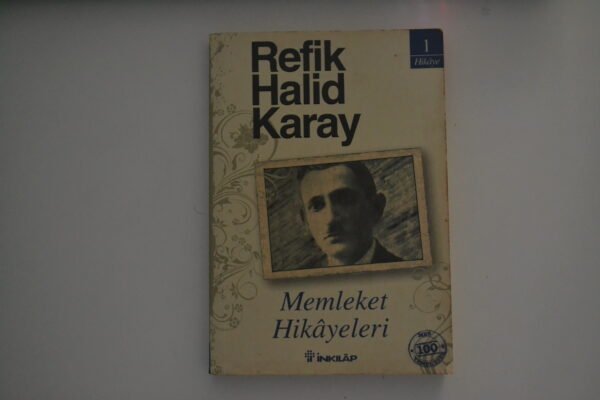 Refik
Halid
Karay
1
Hikâye
Memleket
Hikâyeleri
İNKILÂP
100